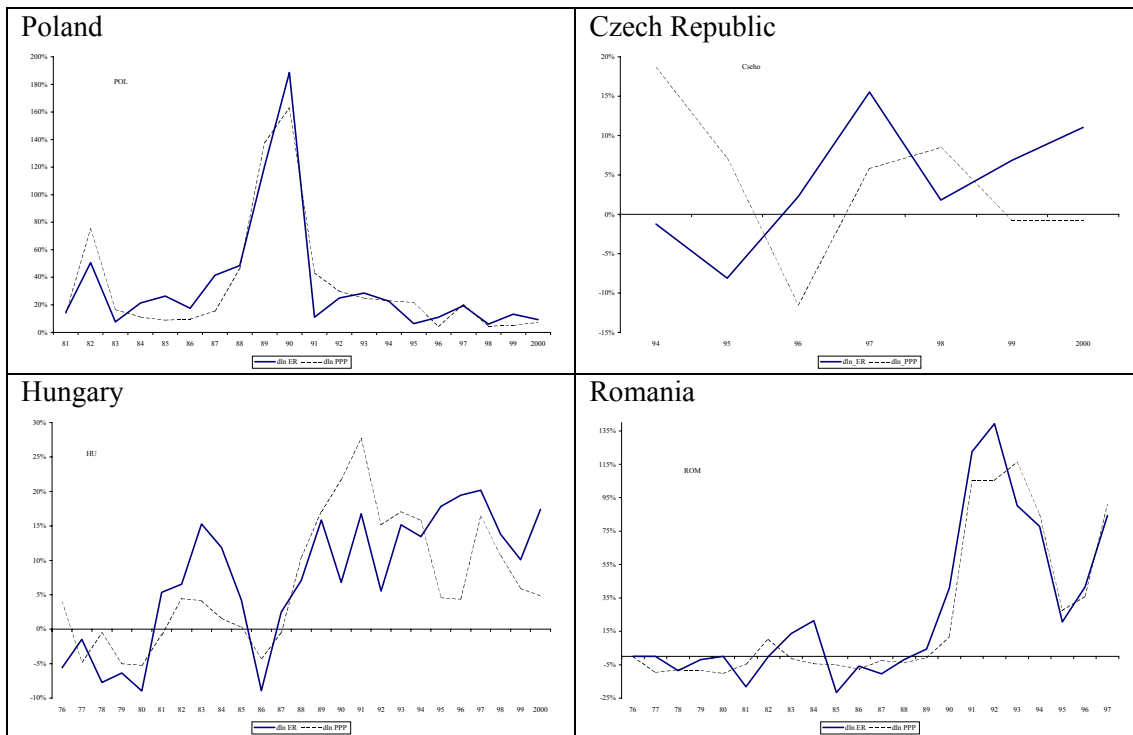 Poland
200%
180%
160%
140%
120%
100%
80%
60%
40%
20%
0%
POL
81 82 83 84 85 86 87 88 89 90 91 92 93 94 95 96 97 98 99 2000
dln ER dln PPP
Czech Republic
20%
15%
10%
5%
0%
-5%
-10%
-15%
Cseho
94 95 96 97 98 99 2000
dln_ER dln_PPP
Hungary
30%
25%
20%
15%
10%
5%
0%
-5%
-10%
HU
76 77 78 79 80 81 82 83 84 85 86 87 88 89 90 91 92 93 94 95 96 97 98 99 2000
dln ER dln PPP
Romania
135%
115%
95%
75%
55%
35%
15%
-5%
-25%
ROM
76 77 78 79 80 81 82 83 84 85 86 87 88 89 90 91 92 93 94 95 96 97
dln ER dln PPP